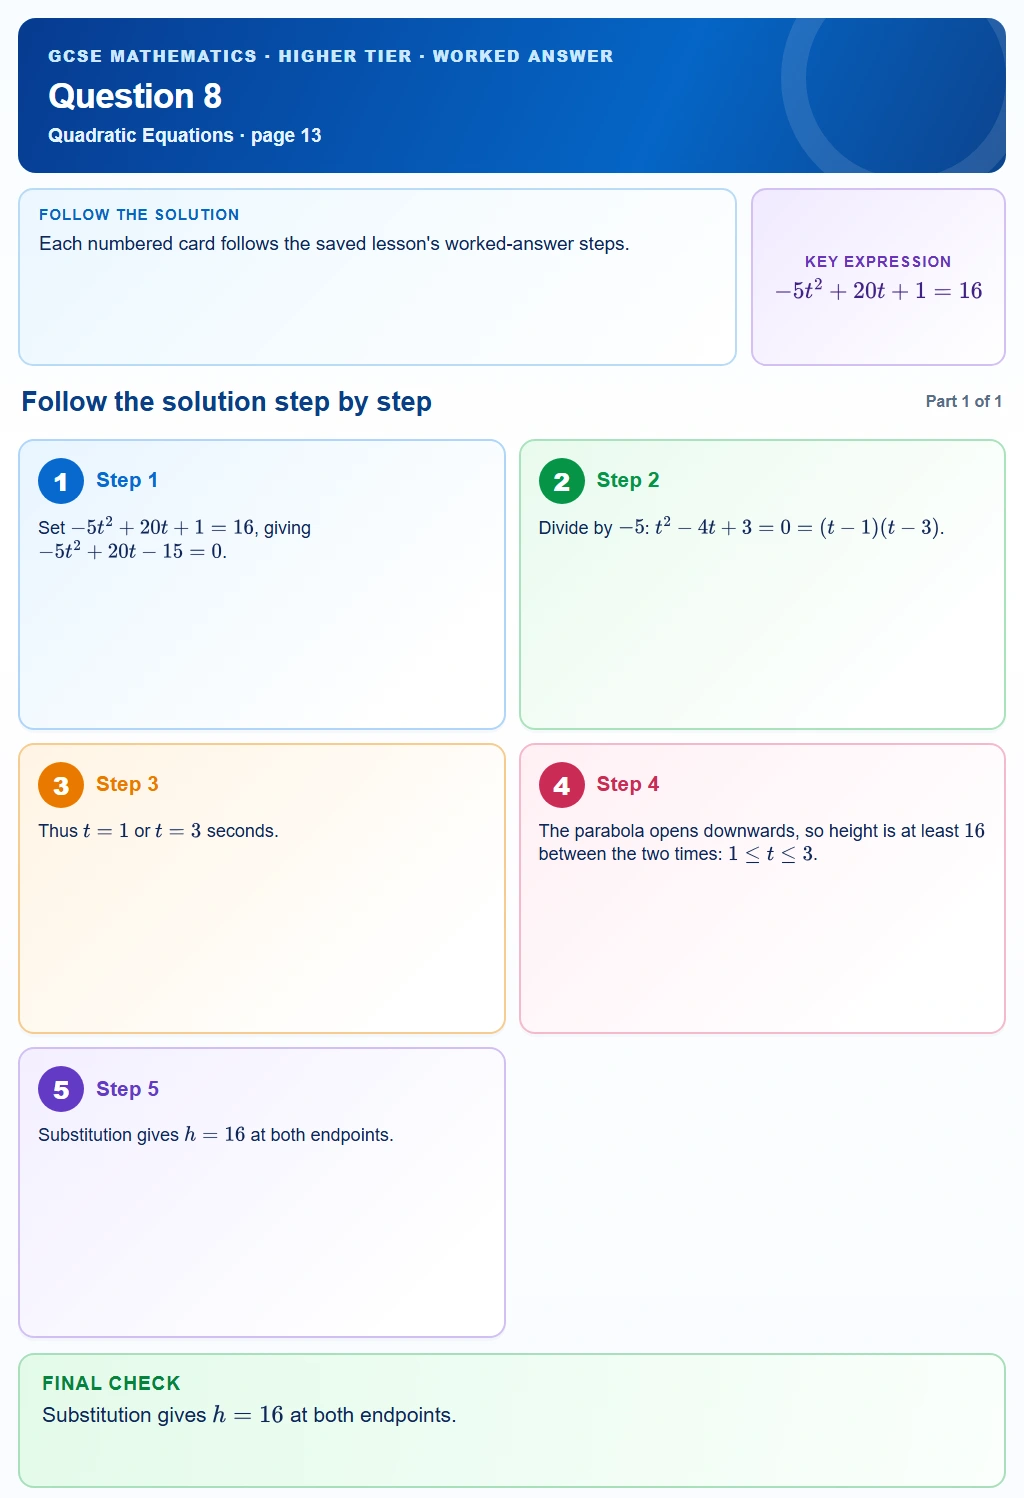 GCSE MATHEMATICS · HIGHER TIER · WORKED ANSWER
Question 8
Quadratic Equations · page 13
FOLLOW THE SOLUTION
Each numbered card follows the saved lesson's worked-answer steps.
KEY EXPRESSION
−5t² + 20t + 1 = 16
Follow the solution step by step
Part 1 of 1
1 Step 1
Set −5t² + 20t + 1 = 16, giving
−5t² + 20t − 15 = 0.
2 Step 2
Divide by −5: t² − 4t + 3 = 0 = (t − 1)(t − 3).
3 Step 3
Thus t = 1 or t = 3 seconds.
4 Step 4
The parabola opens downwards, so height is at least 16
between the two times: 1 ≤ t ≤ 3.
5 Step 5
Substitution gives h = 16 at both endpoints.
FINAL CHECK
Substitution gives h = 16 at both endpoints.